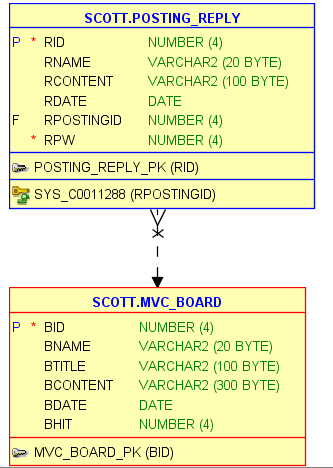 SCOTT.POSTING_REPLY
P * RID NUMBER (4)
RNAME VARCHAR2 (20 BYTE)
RCONTENT VARCHAR2 (100 BYTE)
RDATE DATE
F RPOSTINGID NUMBER (4)
* RPW NUMBER (4)
POSTING_REPLY_PK (RID)
SYS_C0011288 (RPOSTINGID)
SCOTT.MVC_BOARD
P * BID NUMBER (4)
BNAME VARCHAR2 (20 BYTE)
BTITLE VARCHAR2 (100 BYTE)
BCONTENT VARCHAR2 (300 BYTE)
BDATE DATE
BHIT NUMBER (4)
MVC_BOARD_PK (BID)